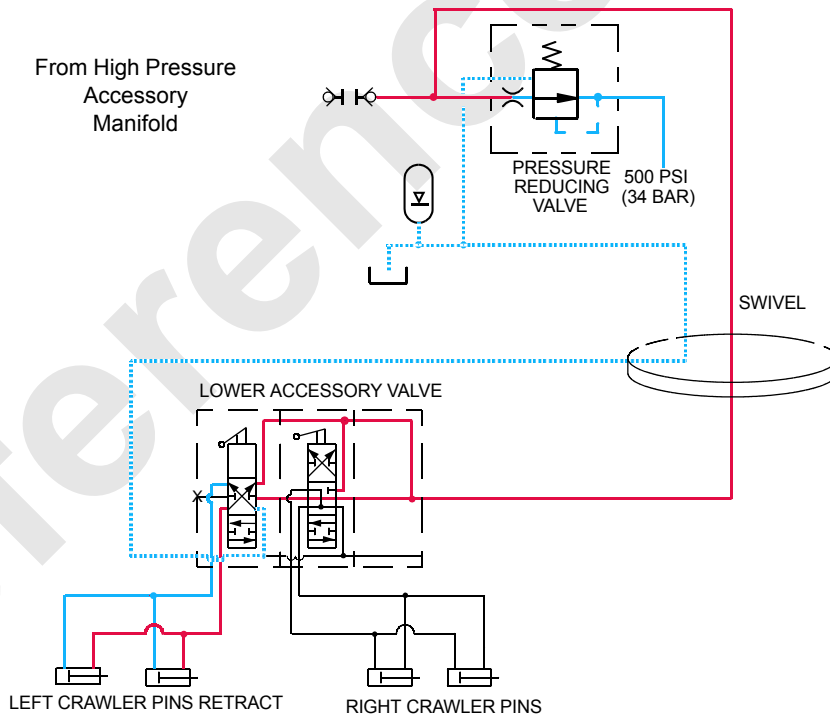 From High Pressure
Accessory
Manifold
PRESSURE
REDUCING
VALVE
500 PSI
(34 BAR)
SWIVEL
LOWER ACCESSORY VALVE
LEFT CRAWLER PINS RETRACT
RIGHT CRAWLER PINS
ference